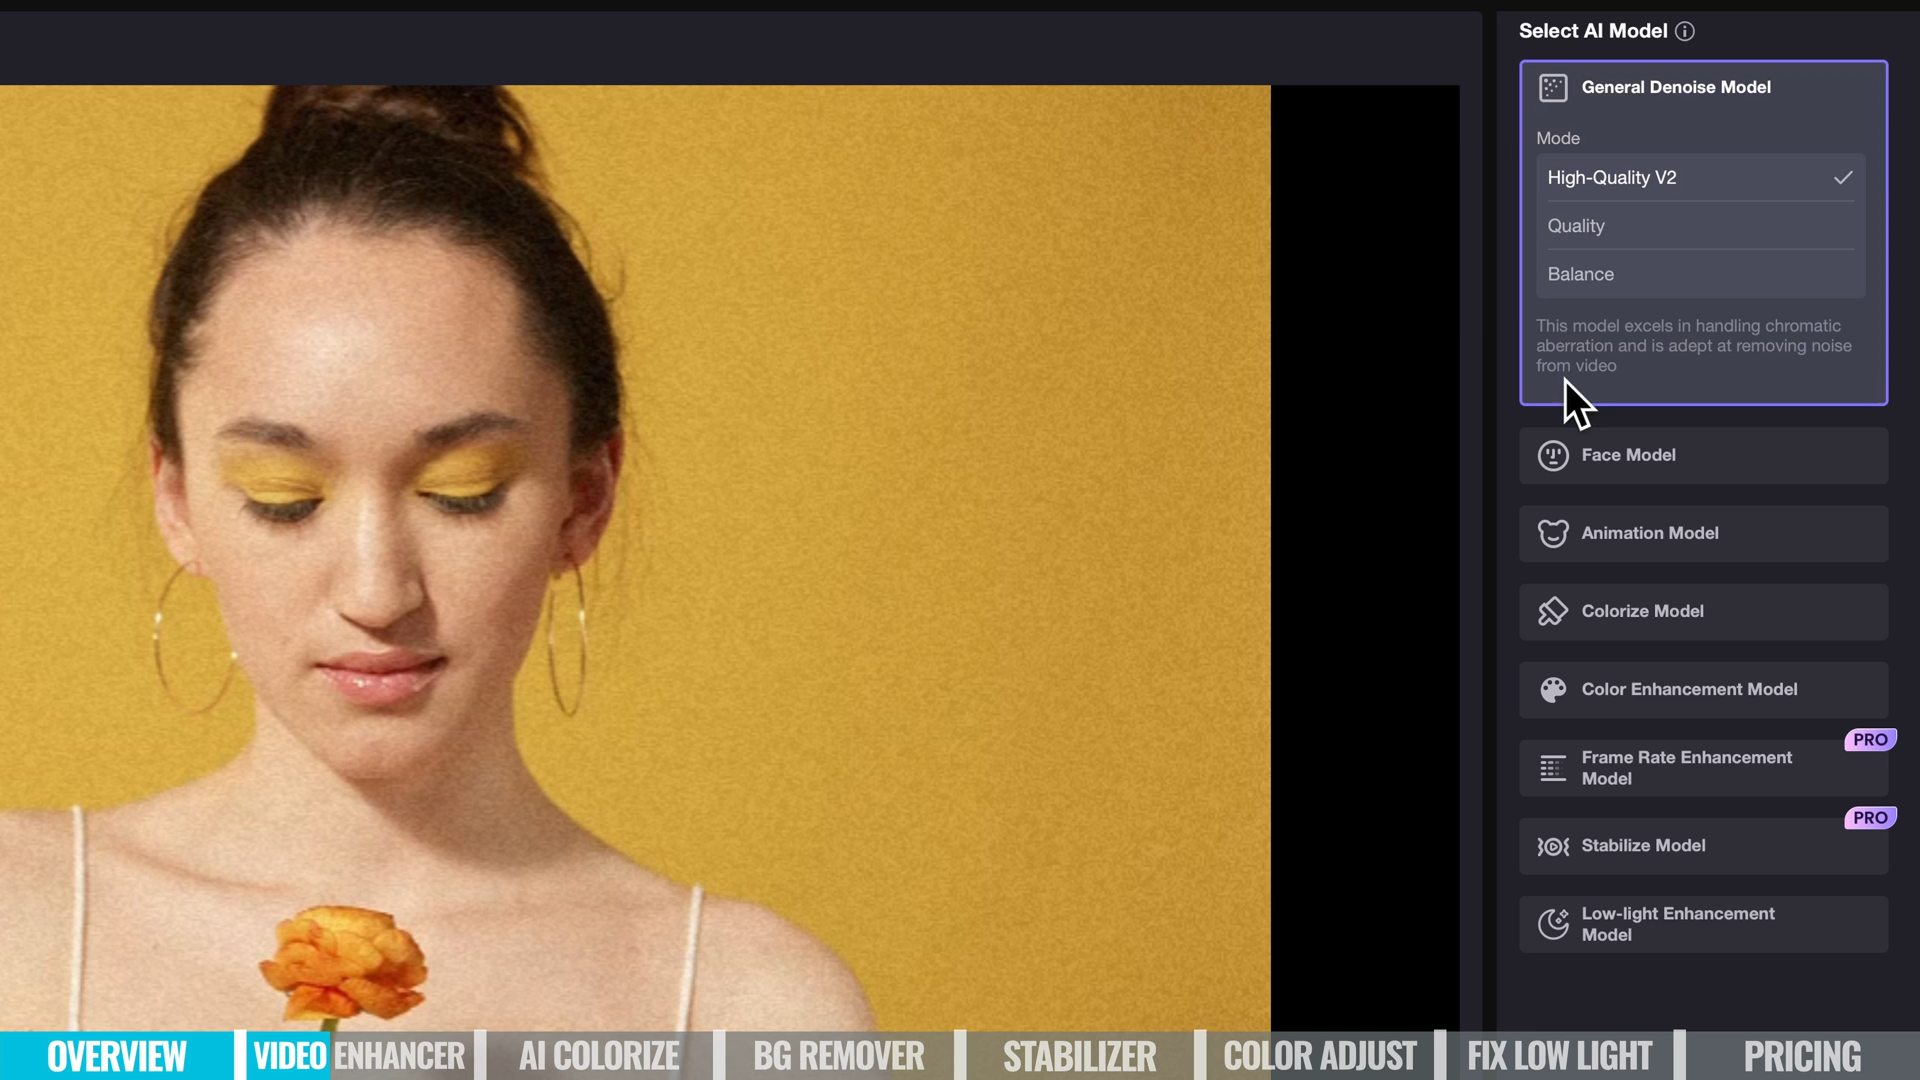 Select AI Model
General Denoise Model
Mode
High-Quality V2
Quality
Balance
This model excels in handling chromatic
aberration and is adept at removing noise
from video
Face Model
Animation Model
Colorize Model
Color Enhancement Model
PRO
Frame Rate Enhancement
Model
PRO
Stabilize Model
Low-light Enhancement
Model
OVERVIEW
VIDEO ENHANCER
AI COLORIZE
BG REMOVER
STABILIZER
COLOR ADJUST
FIX LOW LIGHT
PRICING